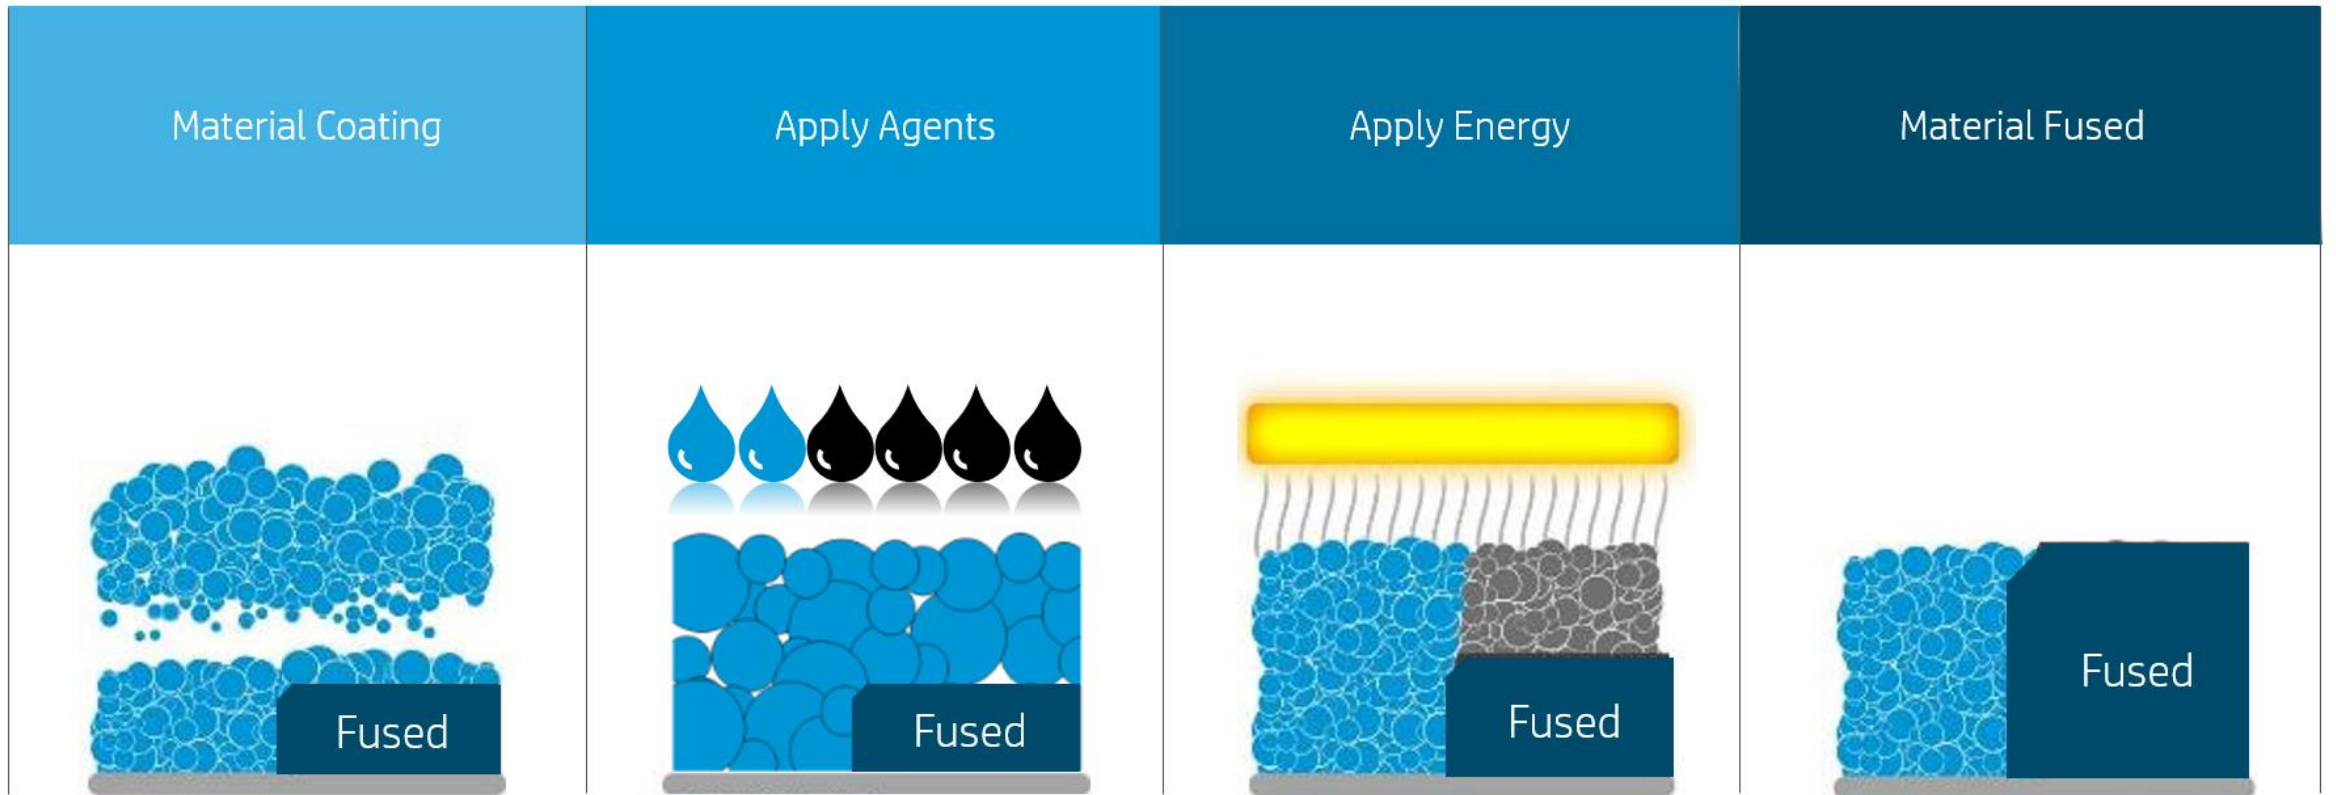 Material Coating
Apply Agents
Apply Energy
Material Fused
Fused
Fused
Fused
Fused